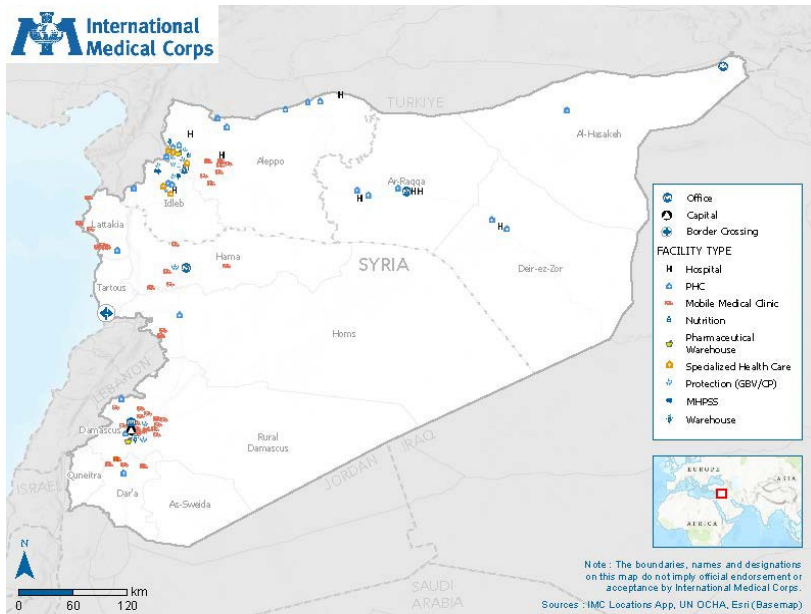 International
Medical Corps
TURKIYE
Al-Hasakeh
Aleppo
Ar-Raqqa
Idleb
Lattakia
Hama
SYRIA
Deir-ez-Zor
Tartous
Homs
LEBANON
Damascus
Rural
Damascus
IRAQ
JORDAN
Quneitra
ISRAEL
Dar'a
As-Sweida
SAUDI
ARABIA
N
km
0 60 120
Office
Capital
Border Crossing
FACILITY TYPE
H Hospital
PHC
Mobile Medical Clinic
Nutrition
Pharmaceutical
Warehouse
Specialized Health Care
Protection (GBV/CP)
MHPSS
Warehouse
EUROPE
ASIA
AFRICA
Note : The boundaries, names and designations
on this map do not imply official endorsement or
acceptance by International Medical Corps.
Sources : IMC Locations App, UN OCHA, Esri (Basemap)